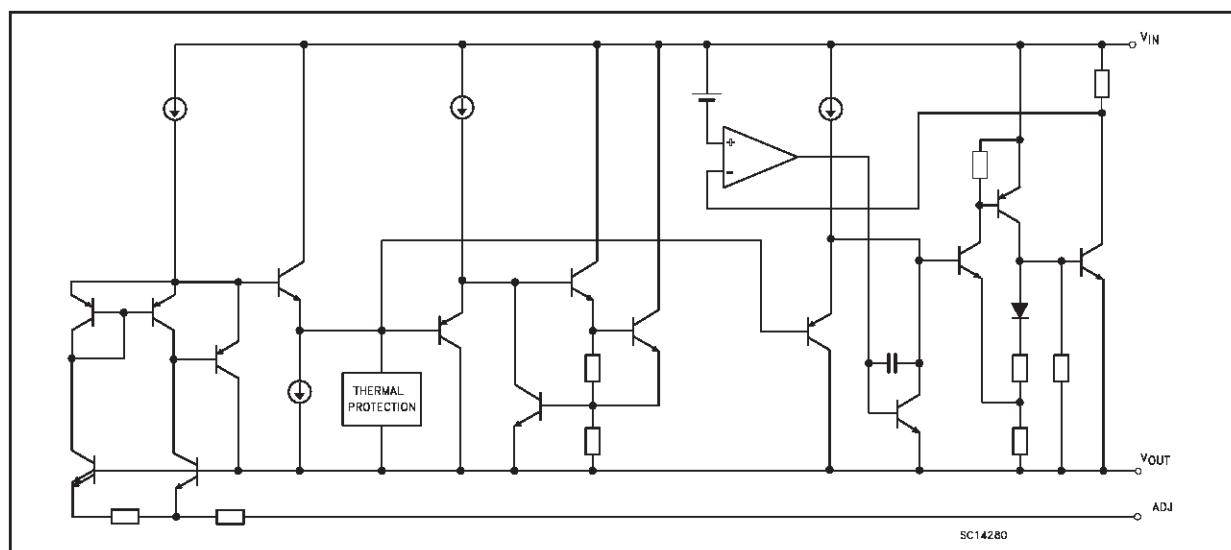 VIN
+
-
THERMAL
PROTECTION
VOUT
ADJ
SC14280